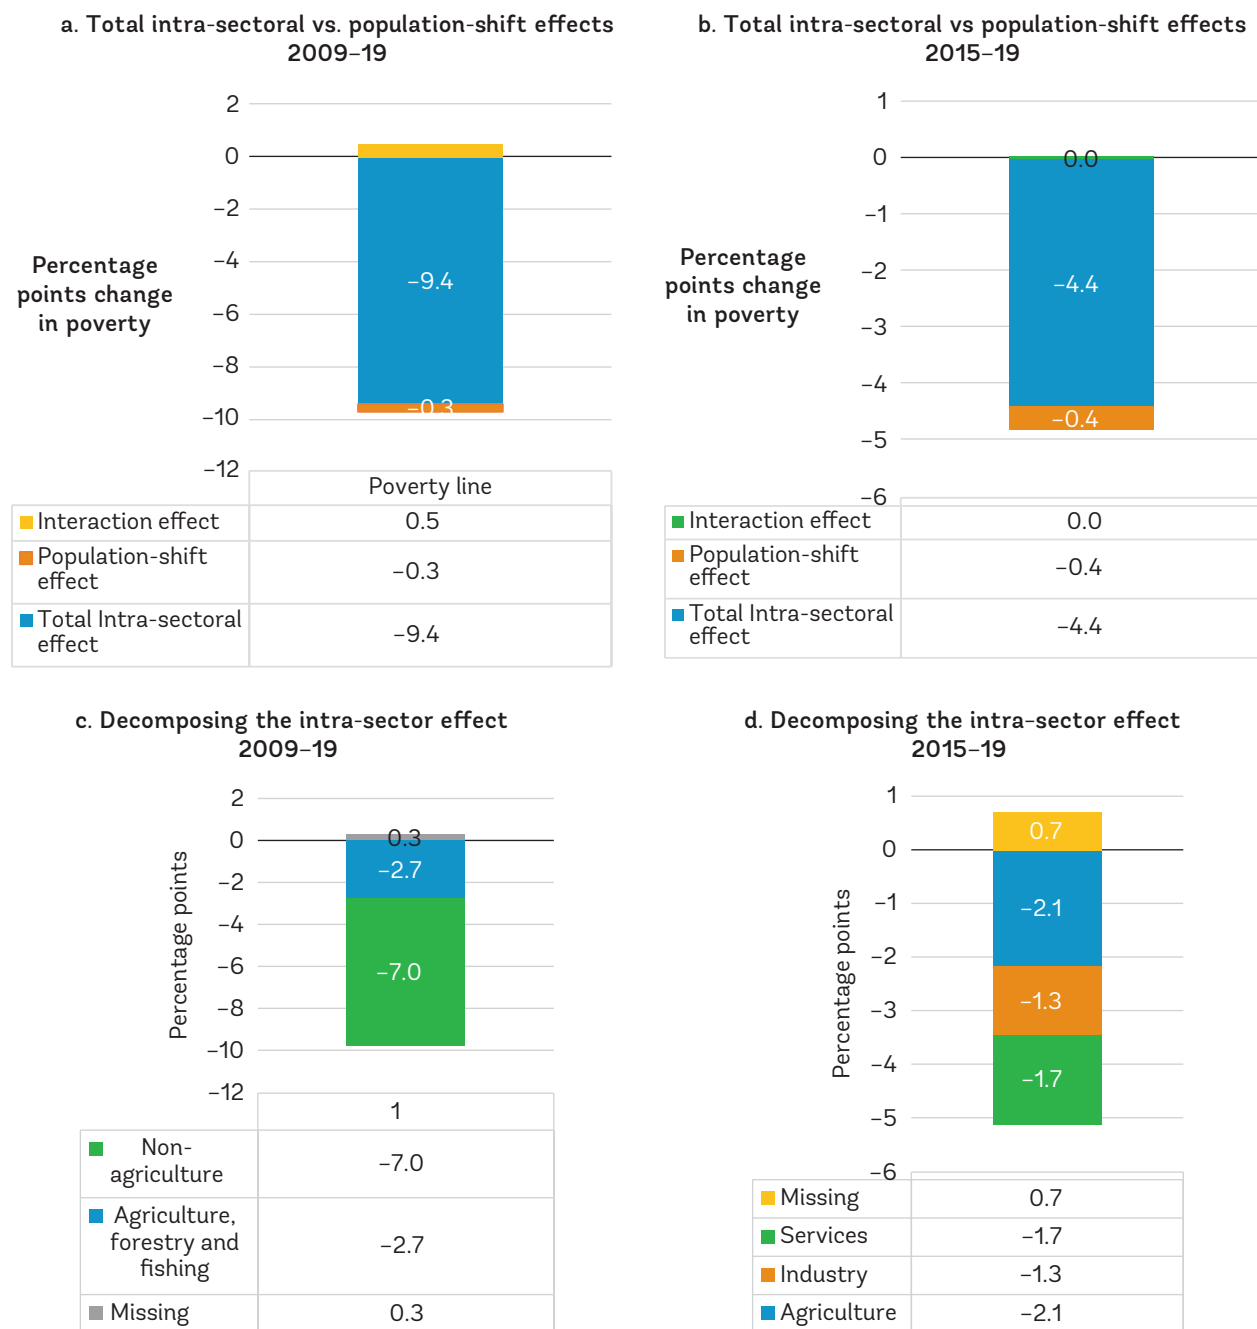 a. Total intra-sectoral vs. population-shift effects
2009–19
2
0
–2
–4
–6
–8
–10
–12
Percentage
points change
in poverty
–9.4
–0.3
Poverty line
Interaction effect
0.5
Population-shift
effect
–0.3
Total Intra-sectoral
effect
–9.4
b. Total intra-sectoral vs population-shift effects
2015–19
1
0
–1
–2
–3
–4
–5
–6
Percentage
points change
in poverty
0.0
–4.4
–0.4
Interaction effect
0.0
Population-shift
effect
–0.4
Total Intra-sectoral
effect
–4.4
c. Decomposing the intra-sector effect
2009–19
2
0
–2
–4
–6
–8
–10
–12
Percentage points
0.3
–2.7
–7.0
1
Non-
agriculture
–7.0
Agriculture,
forestry and
fishing
–2.7
Missing
0.3
d. Decomposing the intra-sector effect
2015–19
1
0
–1
–2
–3
–4
–5
–6
Percentage points
0.7
–2.1
–1.3
–1.7
Missing
0.7
Services
–1.7
Industry
–1.3
Agriculture
–2.1